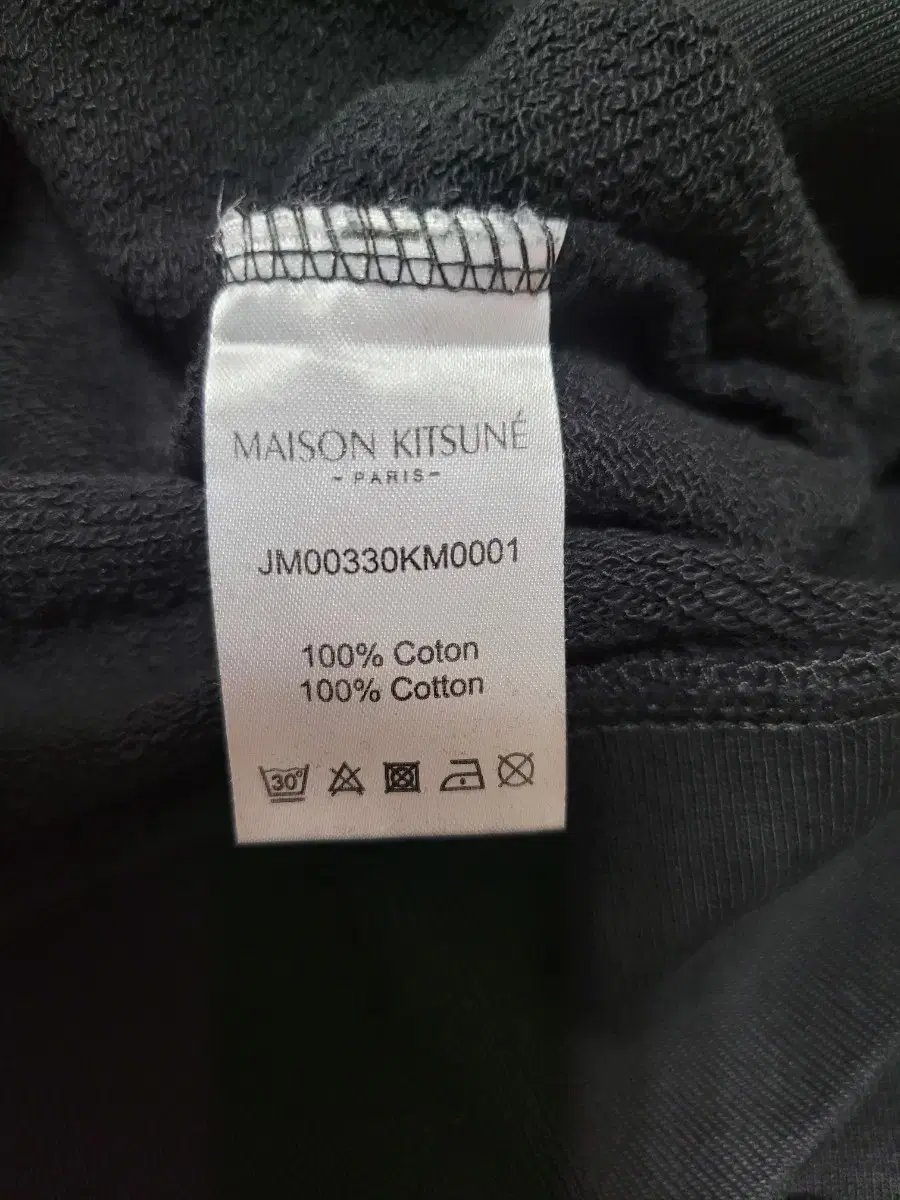 MAISON KITSUNÉ
- PARIS -
JM00330KM0001
100% Coton
100% Cotton
30°